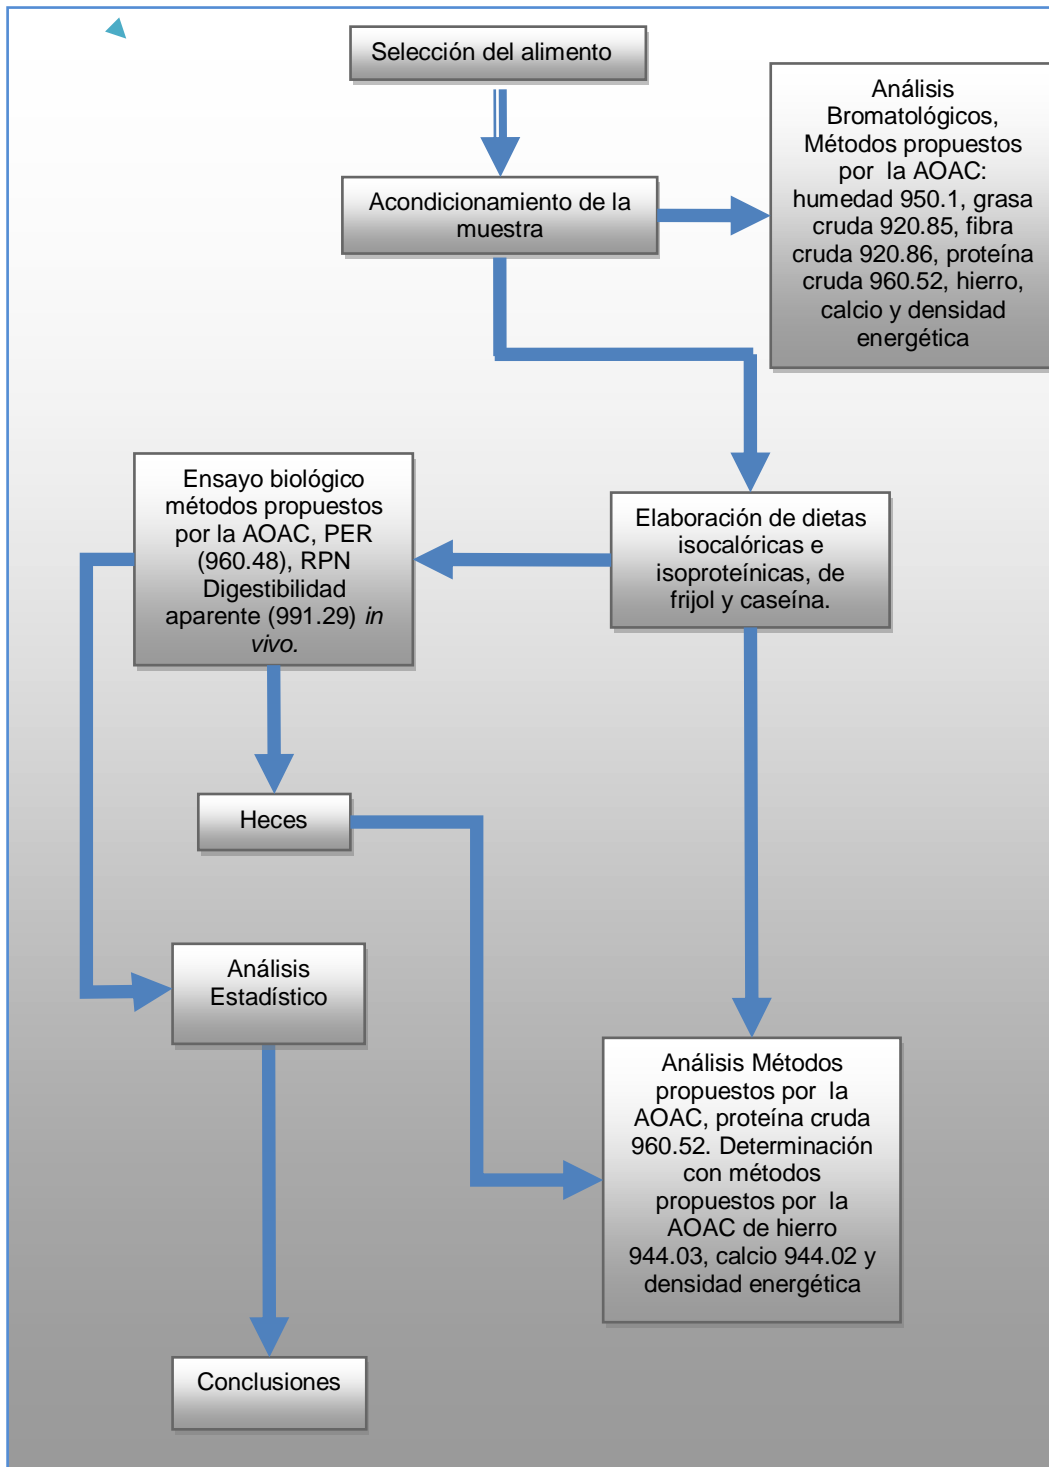 Selección del alimento
Análisis
Bromatológicos,
Métodos propuestos
por la AOAC:
humedad 950.1, grasa
cruda 920.85, fibra
cruda 920.86, proteína
cruda 960.52, hierro,
calcio y densidad
energética
Acondicionamiento de la
muestra
Ensayo biológico
métodos propuestos
por la AOAC, PER
(960.48), RPN
Digestibilidad
aparente (991.29) in
vivo.
Elaboración de dietas
isocalóricas e
isoproteínicas, de
frijol y caseína.
Heces
Análisis
Estadístico
Análisis Métodos
propuestos por la
AOAC, proteína cruda
960.52. Determinación
con métodos
propuestos por la
AOAC de hierro
944.03, calcio 944.02 y
densidad energética
Conclusiones